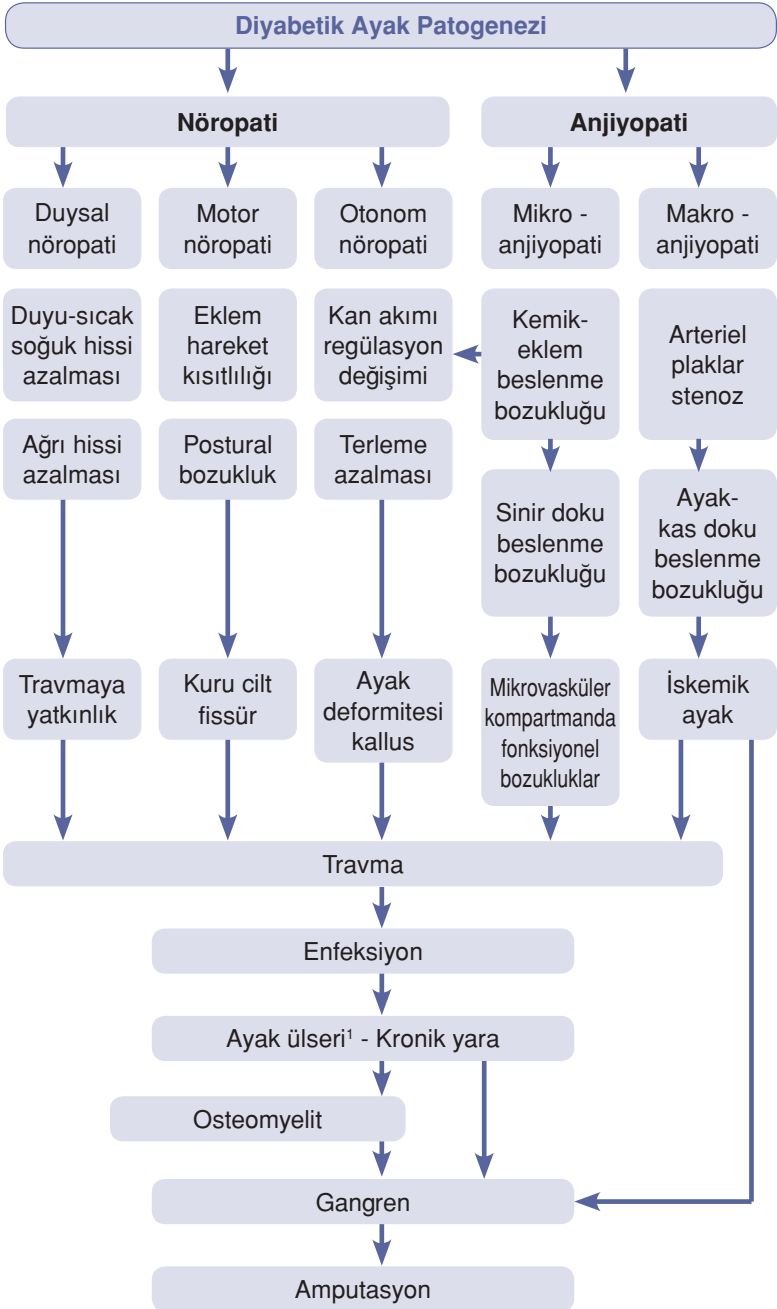 Diyabetik Ayak Patogenezi
Nöropati
Anjiyopati
Duysal
nöropati
Motor
nöropati
Otonom
nöropati
Mikro -
anjiyopati
Makro -
anjiyopati
Duyu-sıcak
soğuk hissi
azalması
Eklem
hareket
kısıtlılığı
Kan akımı
regülasyon
değişimi
Kemik-
eklem
beslenme
bozukluğu
Arteriel
plaklar
stenoz
Ağrı hissi
azalması
Postural
bozukluk
Terleme
azalması
Sinir doku
beslenme
bozukluğu
Ayak-
kas doku
beslenme
bozukluğu
Travmaya
yatkınlık
Kuru cilt
fissür
Ayak
deformitesi
kallus
Mikrovasküler
kompartmanda
fonksiyonel
bozukluklar
İskemik
ayak
Travma
Enfeksiyon
Ayak ülseri¹ - Kronik yara
Osteomyelit
Gangren
Amputasyon